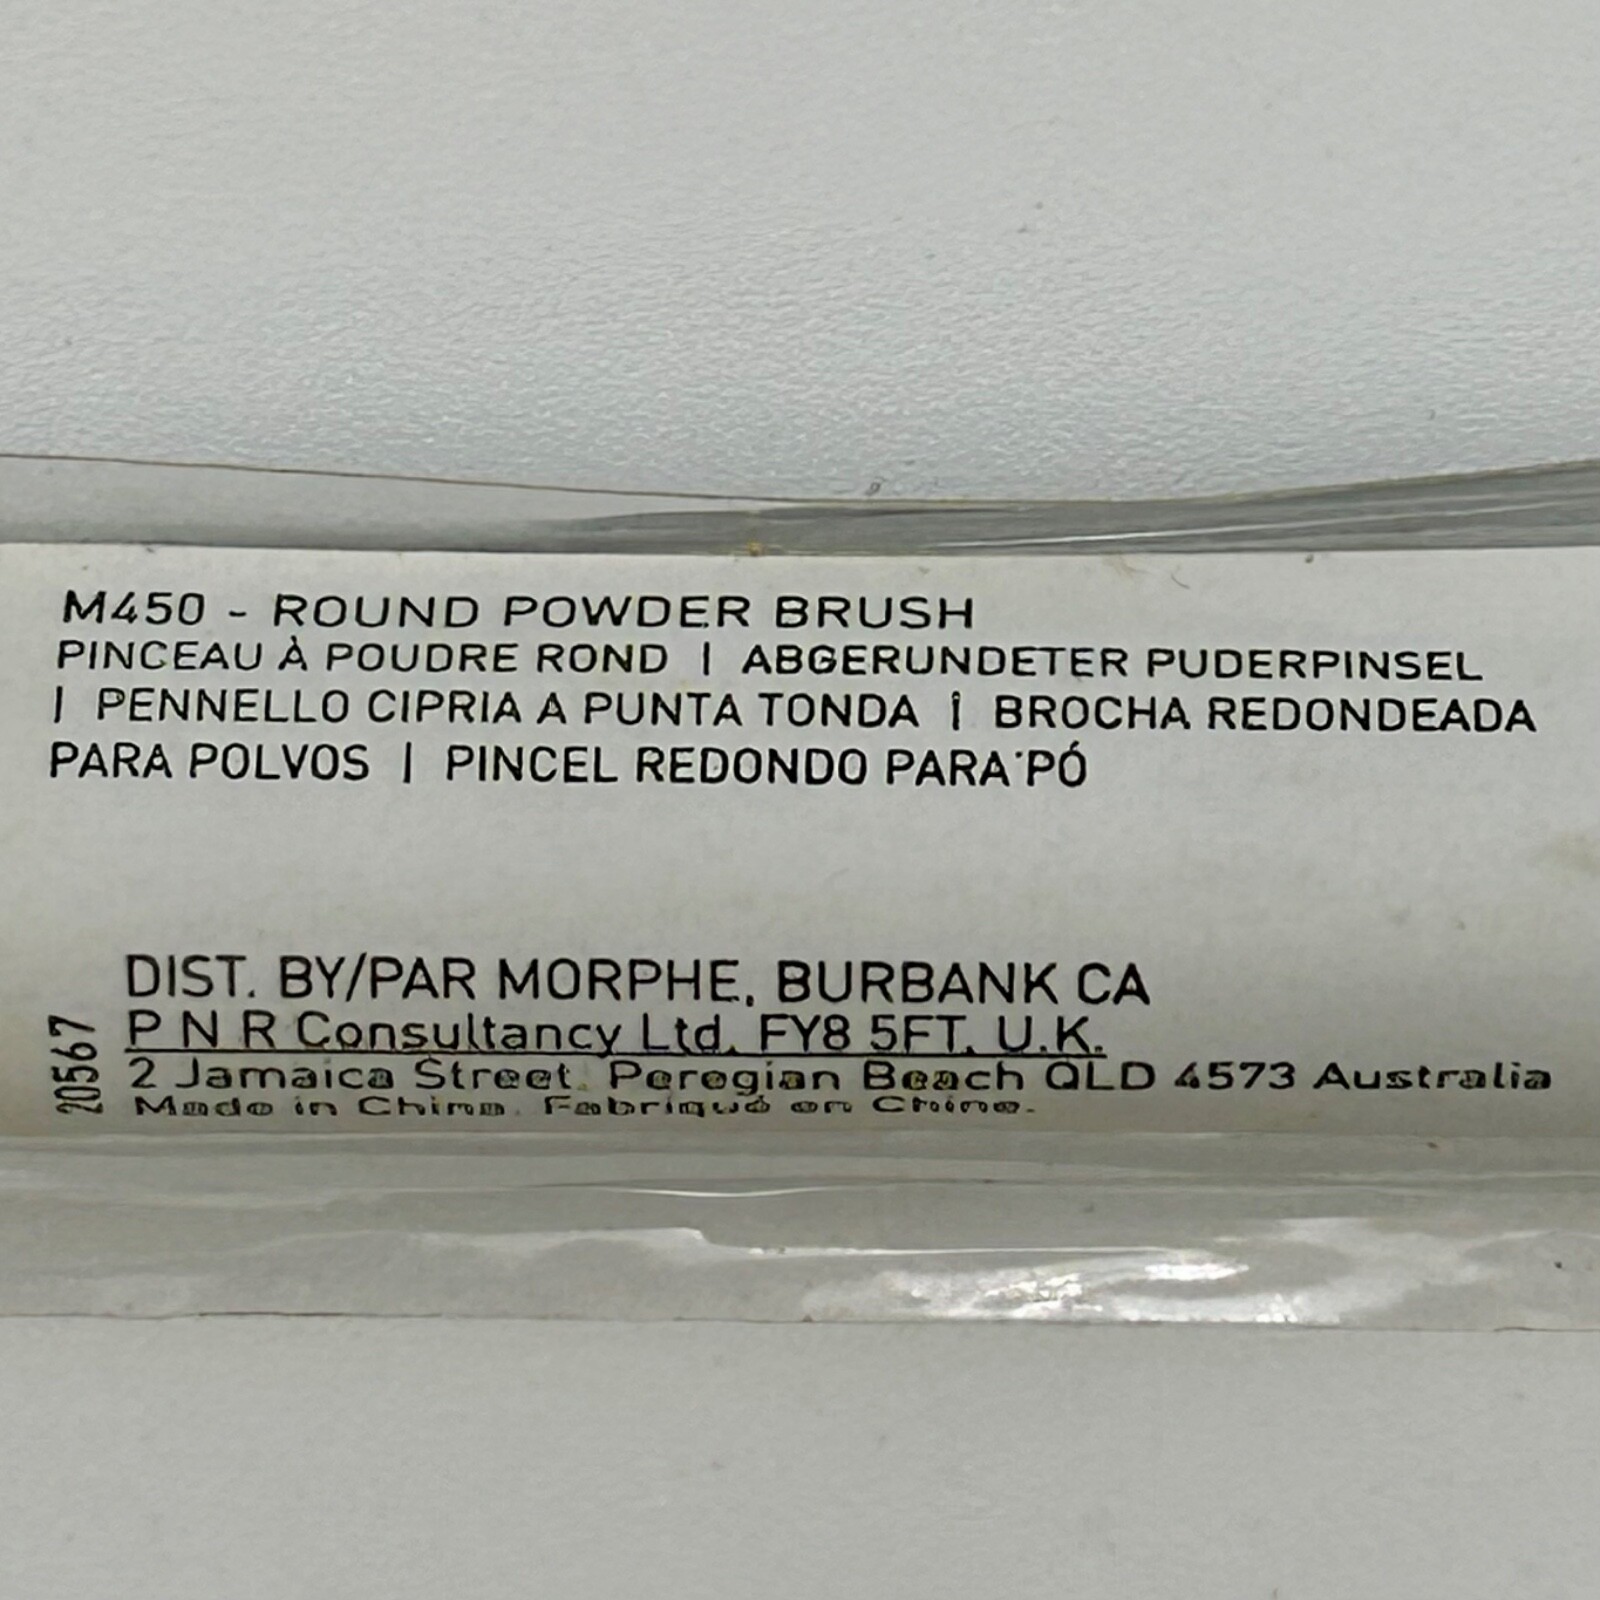 M450 - ROUND POWDER BRUSH
PINCEAU À POUDRE ROND | ABGERUNDETER PUDERPINSEL
| PENNELLO CIPRIA A PUNTA TONDA | BROCHA REDONDEADA
PARA POLVOS | PINCEL REDONDO PARA PÓ
DIST. BY/PAR MORPHE, BURBANK CA
P N R Consultancy Ltd. FY8 5FT, U.K.
2 Jamaica Street, Peregian Beach QLD 4573 Australia
Made in China. Fabriqué en Chine.
20567